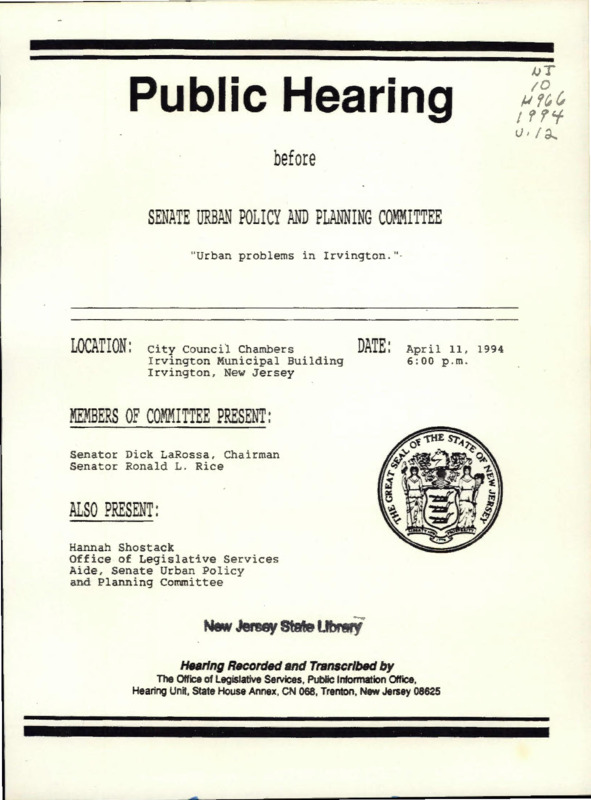 Public Hearing
NJ
10
H966
1994
v.12
before
SENATE URBAN POLICY AND PLANNING COMMITTEE
"Urban problems in Irvington."
LOCATION: City Council Chambers
Irvington Municipal Building
Irvington, New Jersey
DATE: April 11, 1994
6:00 p.m.
MEMBERS OF COMMITTEE PRESENT:
Senator Dick LaRossa, Chairman
Senator Ronald L. Rice
THE GREAT SEAL OF THE STATE OF NEW JERSEY
ALSO PRESENT:
Hannah Shostack
Office of Legislative Services
Aide, Senate Urban Policy
and Planning Committee
New Jersey State Library
Hearing Recorded and Transcribed by
The Office of Legislative Services, Public Information Office,
Hearing Unit, State House Annex, CN 068, Trenton, New Jersey 08625